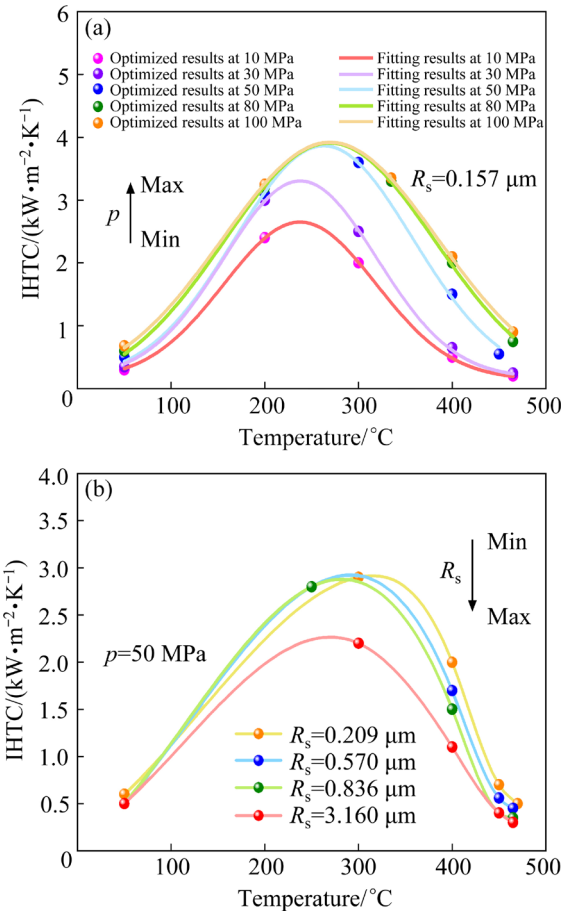 (a)
6
5
4
3
2
1
0
IHTC/(kW•m−2•K−1)
Optimized results at 10 MPa
Optimized results at 30 MPa
Optimized results at 50 MPa
Optimized results at 80 MPa
Optimized results at 100 MPa
Fitting results at 10 MPa
Fitting results at 30 MPa
Fitting results at 50 MPa
Fitting results at 80 MPa
Fitting results at 100 MPa
Max
p
Min
Rs=0.157 μm
100 200 300 400 500
Temperature/°C
(b)
4.0
3.5
3.0
2.5
2.0
1.5
1.0
0.5
0
IHTC/(kW•m−2•K−1)
Min
Rs
Max
p=50 MPa
Rs=0.209 μm
Rs=0.570 μm
Rs=0.836 μm
Rs=3.160 μm
100 200 300 400 500
Temperature/°C